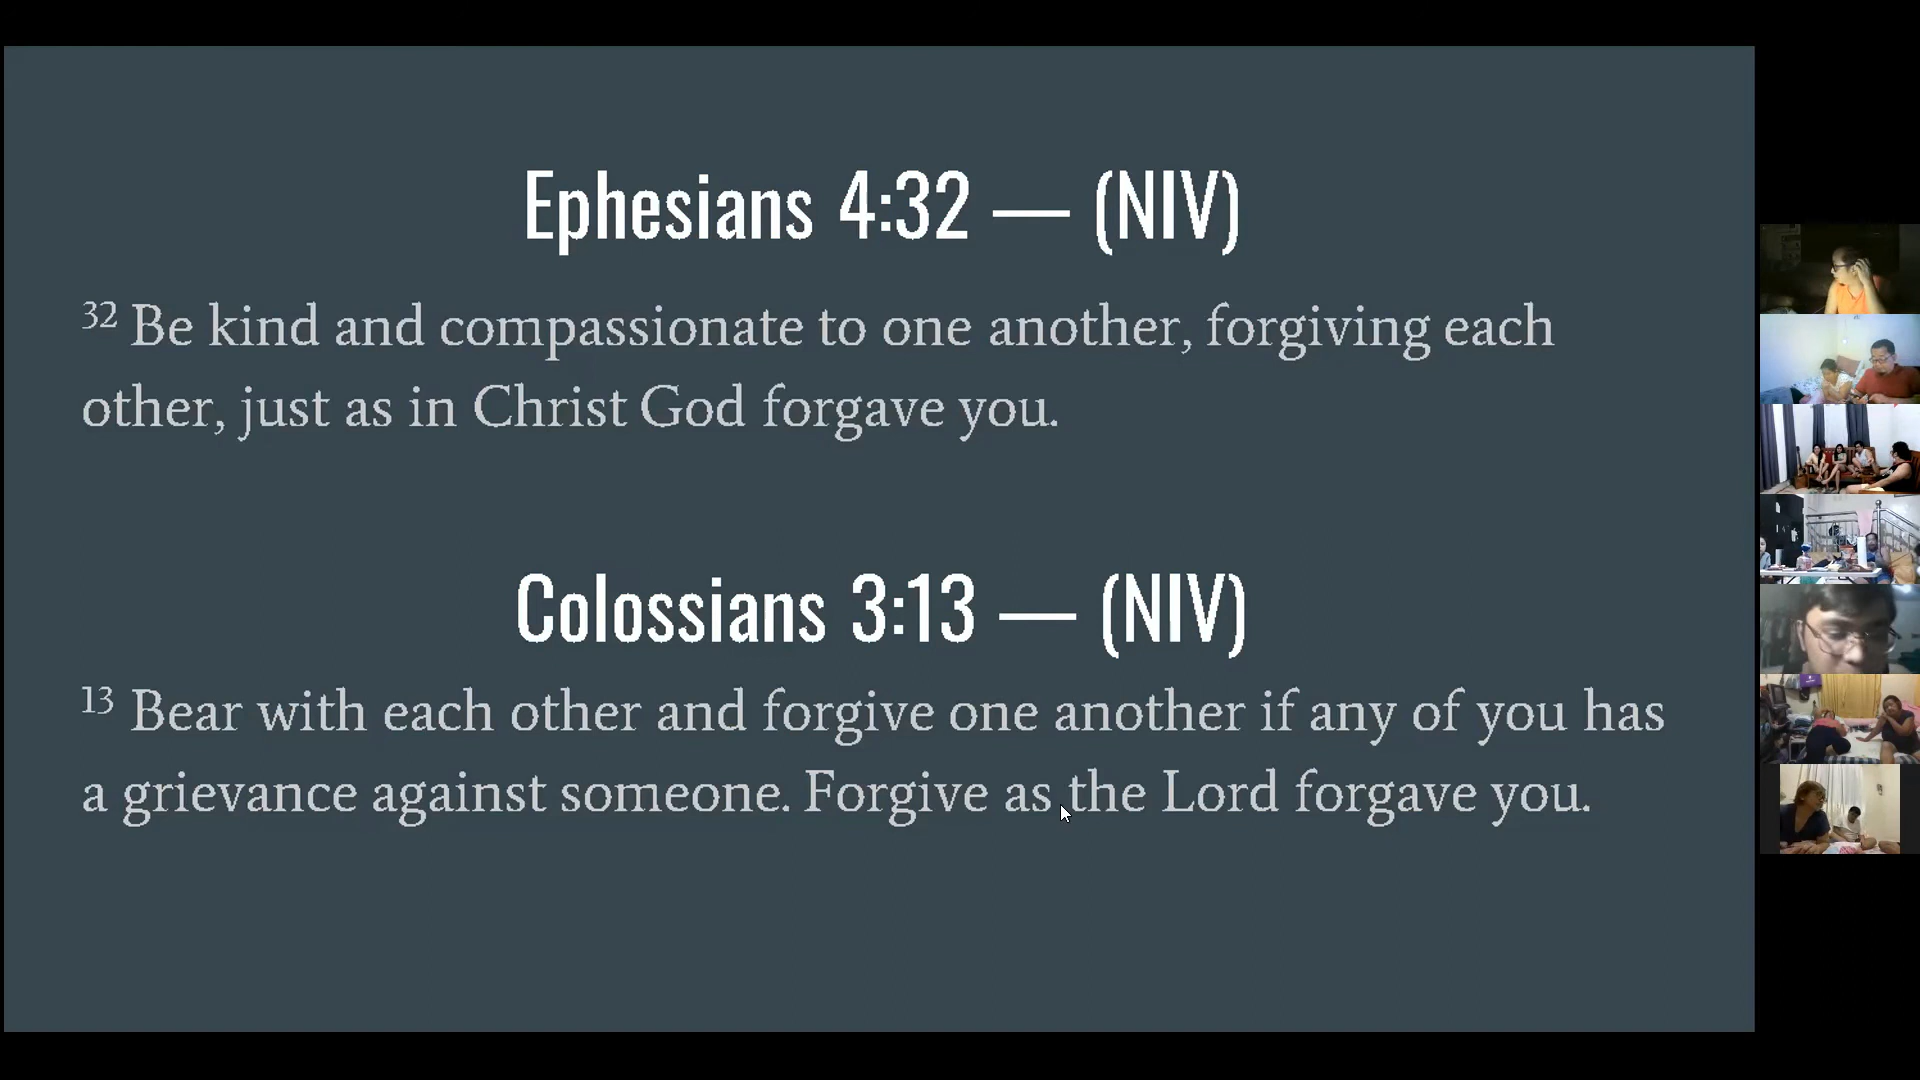 Ephesians 4:32 — (NIV)
32 Be kind and compassionate to one another, forgiving each
other, just as in Christ God forgave you.
Colossians 3:13 — (NIV)
13 Bear with each other and forgive one another if any of you has
a grievance against someone. Forgive as the Lord forgave you.